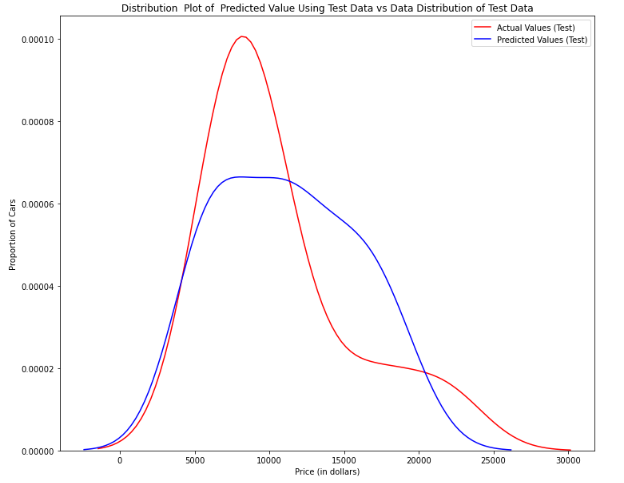 Distribution  Plot of  Predicted Value Using Test Data vs Data Distribution of Test Data
Actual Values (Test)
Predicted Values (Test)
0.00010
0.00008
0.00006
0.00004
0.00002
0.00000
Proportion of Cars
0 5000 10000 15000 20000 25000 30000
Price (in dollars)